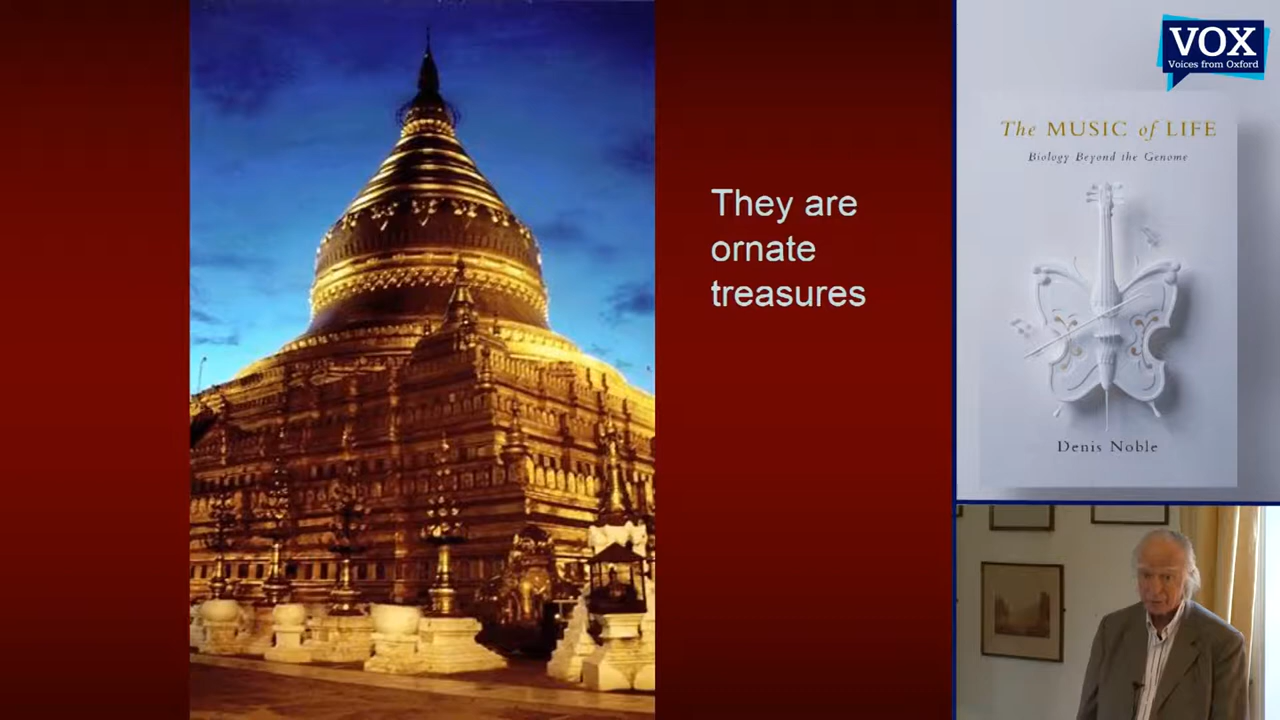 They are
ornate
treasures
VOX
Voices from Oxford
The MUSIC of LIFE
Biology Beyond the Genome
Denis Noble